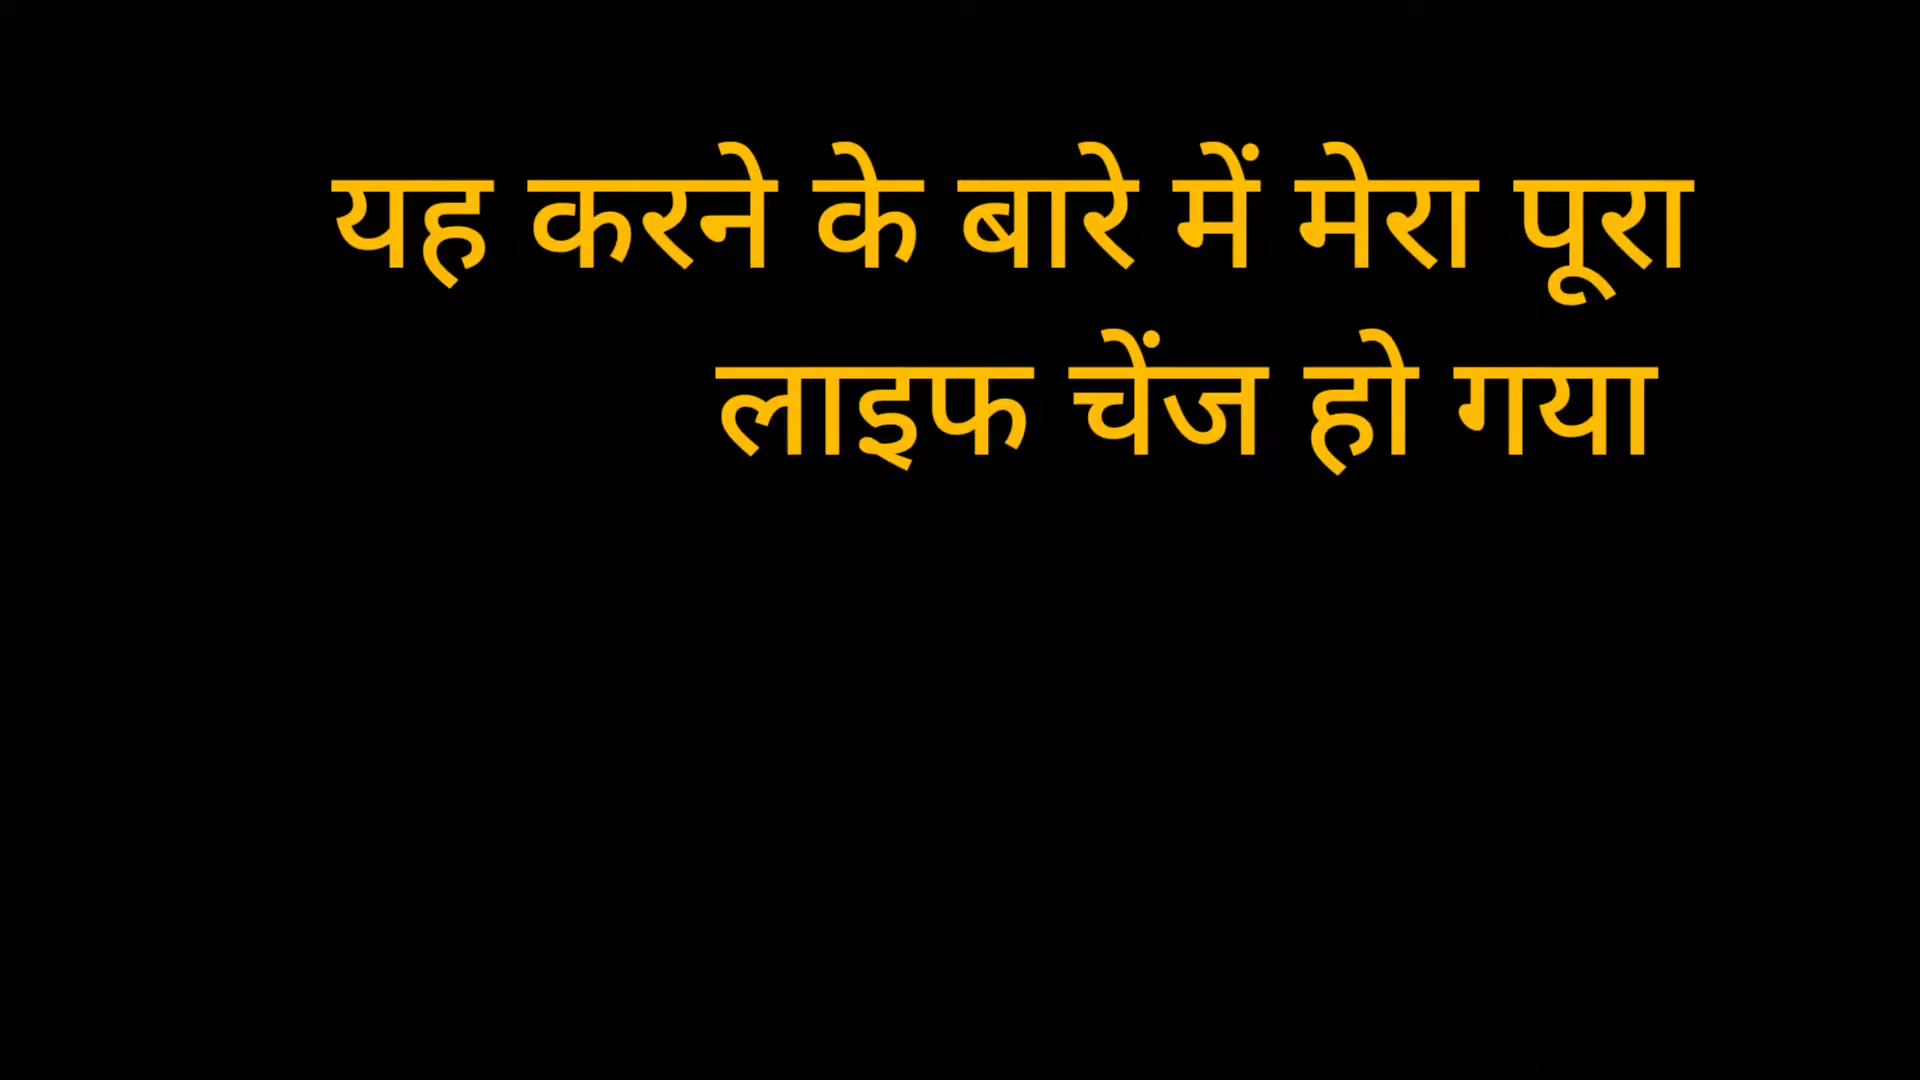 यह करने के बारे में मेरा पूरा
लाइफ चेंज हो गया